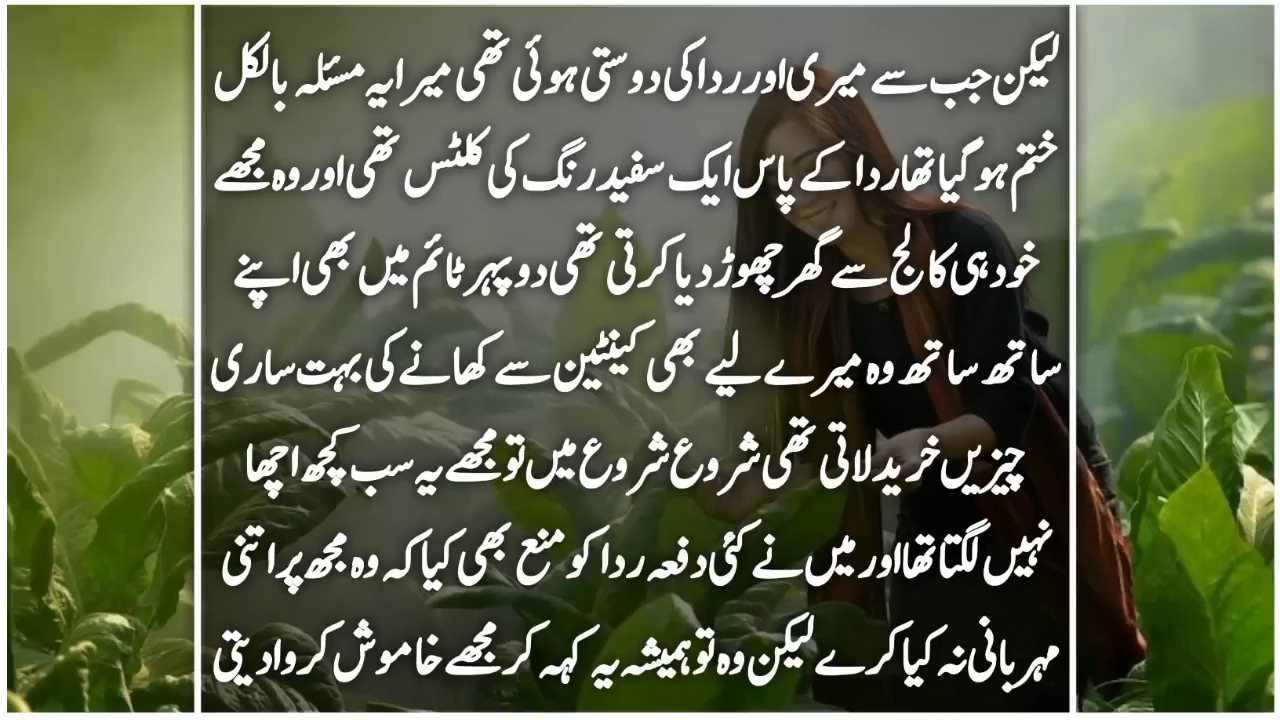 لیکن جب سے میری اور ردا کی دوستی ہوئی تھی میرا یہ مسئلہ بالکل
ختم ہو گیا تھا ردا کے پاس ایک سفید رنگ کی کلٹس تھی اور وہ مجھے
خود ہی کالج سے گھر چھوڑ دیا کرتی تھی دوپہر ٹائم میں بھی اپنے
ساتھ ساتھ وہ میرے لیے بھی کینٹین سے کھانے کی بہت ساری
چیزیں خرید لاتی تھی شروع شروع میں تو مجھے یہ سب کچھ اچھا
نہیں لگتا تھا اور میں نے کئی دفعہ ردا کو منع بھی کیا کہ وہ مجھ پر اتنی
مہربانی نہ کیا کرے لیکن وہ تو ہمیشہ یہ کہہ کر مجھے خاموش کروا دیتی